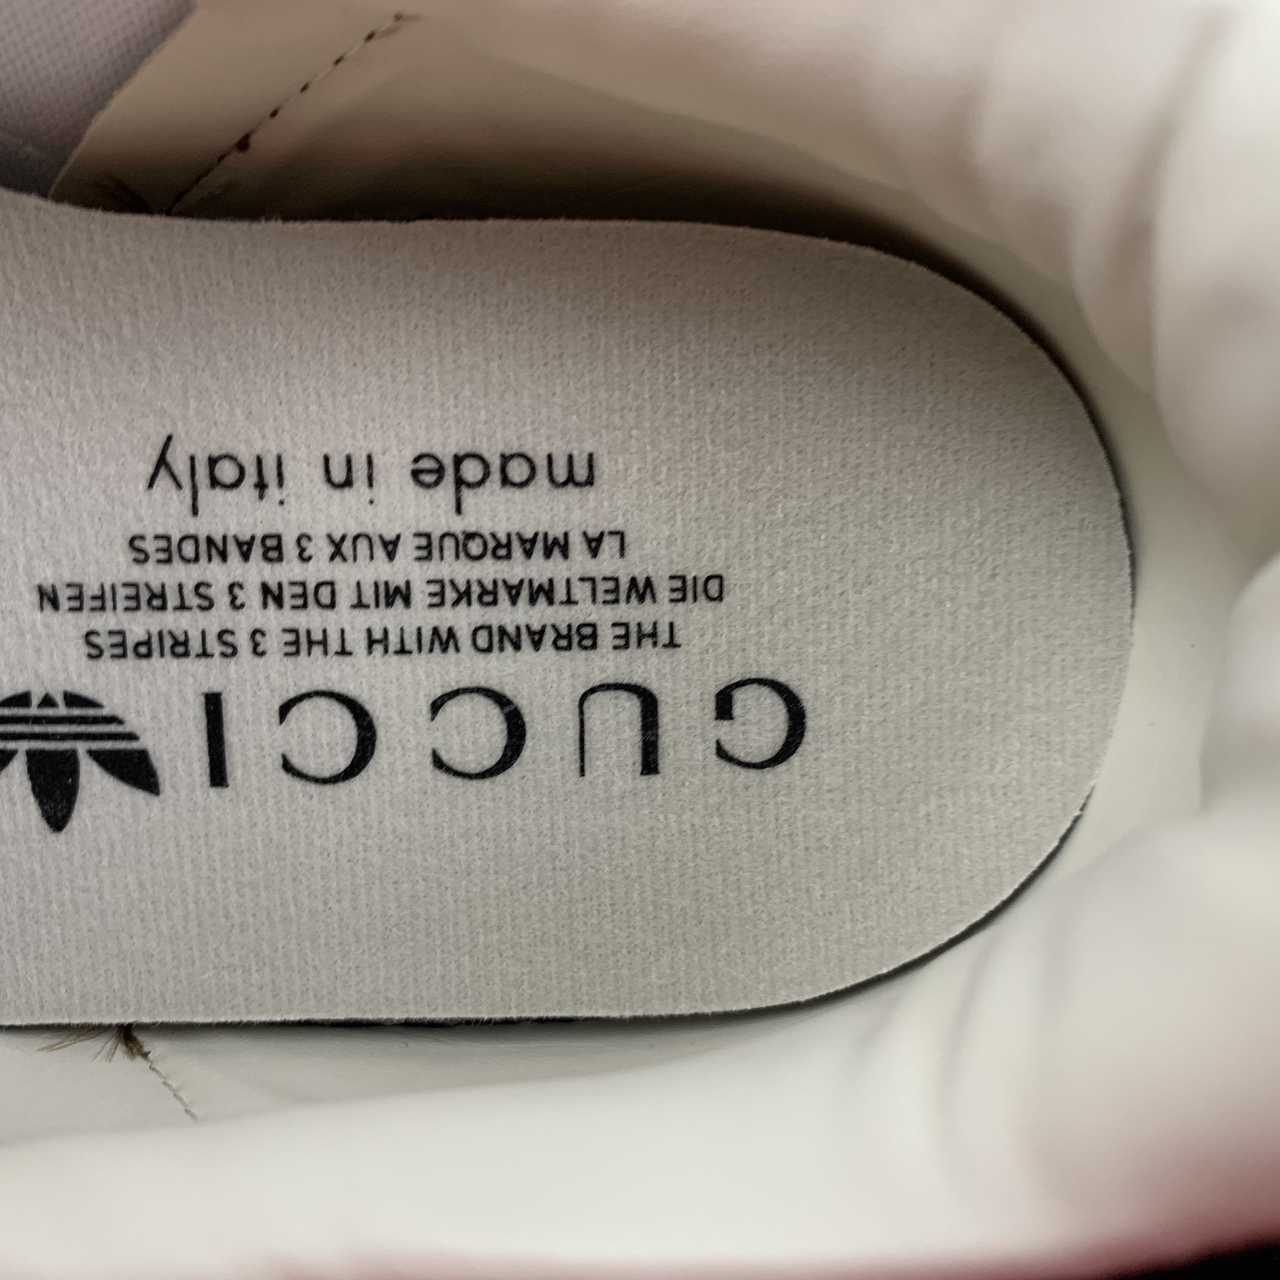 GUCCI
THE BRAND WITH THE 3 STRIPES
DIE WELTMARKE MIT DEN 3 STREIFEN
LA MARQUE AUX 3 BANDES
made in italy